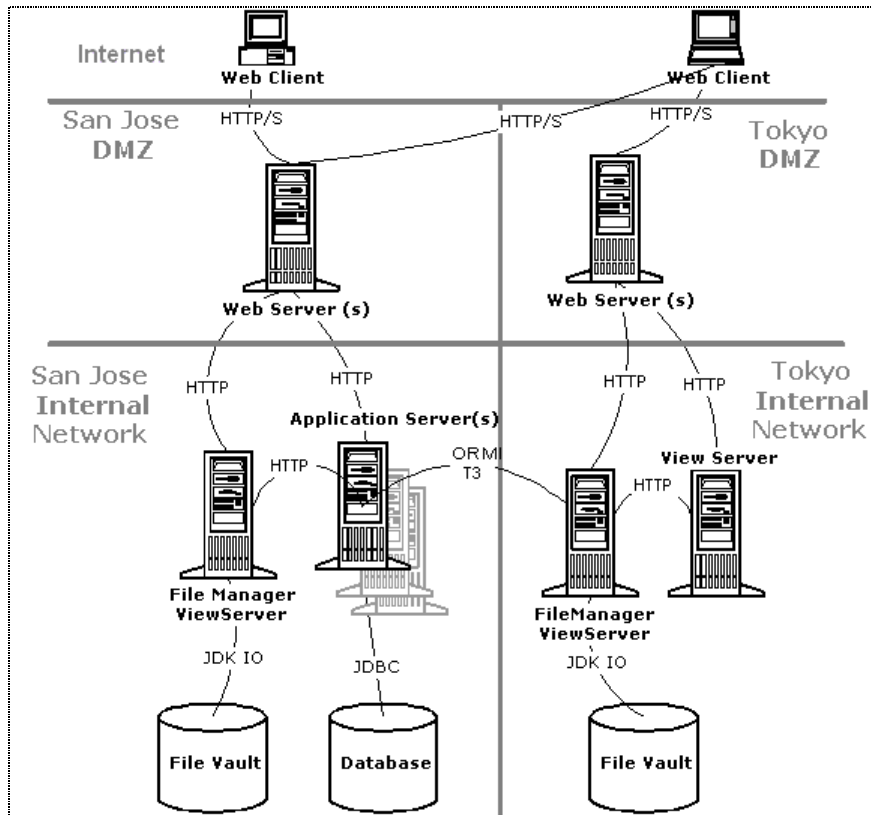 Internet
Web Client
Web Client
San Jose
DMZ
HTTP/S
HTTP/S
HTTP/S
Tokyo
DMZ
Web Server (s)
Web Server (s)
San Jose
Internal
Network
HTTP
HTTP
HTTP
HTTP
Tokyo
Internal
Network
Application Server(s)
View Server
HTTP
ORMI
T3
HTTP
File Manager
ViewServer
FileManager
ViewServer
JDK IO
JDBC
JDK IO
File Vault
Database
File Vault